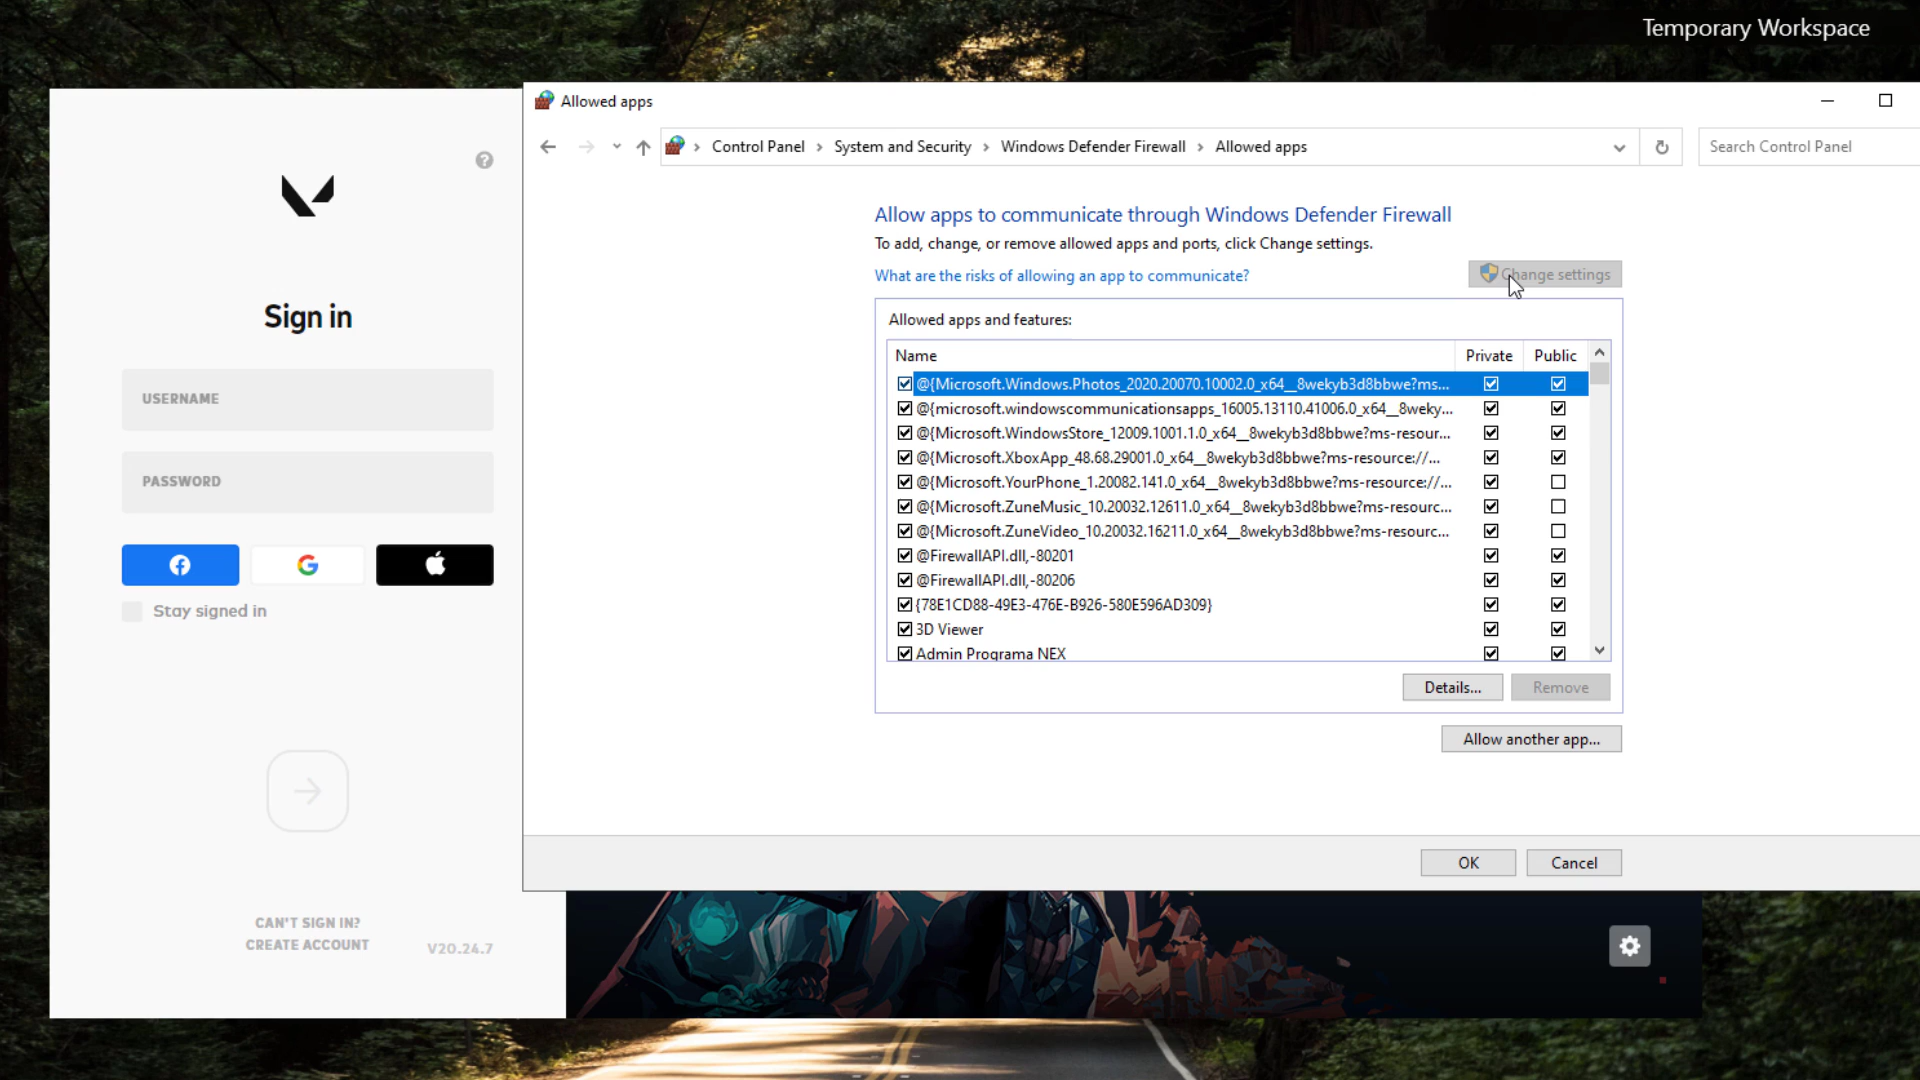 Temporary Workspace
Sign in
USERNAME
PASSWORD
Stay signed in
CAN'T SIGN IN?
CREATE ACCOUNT
V20.24.7
Allowed apps
Control Panel > System and Security > Windows Defender Firewall > Allowed apps
Search Control Panel
Allow apps to communicate through Windows Defender Firewall
To add, change, or remove allowed apps and ports, click Change settings.
What are the risks of allowing an app to communicate?
Change settings
Allowed apps and features:
Name Private Public
@{Microsoft.Windows.Photos_2020.20070.10002.0_x64__8wekyb3d8bbwe?ms...
@{microsoft.windowscommunicationsapps_16005.13110.41006.0_x64__8weky...
@{Microsoft.WindowsStore_12009.1001.1.0_x64__8wekyb3d8bbwe?ms-resour...
@{Microsoft.XboxApp_48.68.29001.0_x64__8wekyb3d8bbwe?ms-resource://...
@{Microsoft.YourPhone_1.20082.141.0_x64__8wekyb3d8bbwe?ms-resource://...
@{Microsoft.ZuneMusic_10.20032.12611.0_x64__8wekyb3d8bbwe?ms-resourc...
@{Microsoft.ZuneVideo_10.20032.16211.0_x64__8wekyb3d8bbwe?ms-resourc...
@FirewallAPI.dll,-80201
@FirewallAPI.dll,-80206
{78E1CD88-49E3-476E-B926-580E596AD309}
3D Viewer
Admin Programa NEX
Details... Remove
Allow another app...
OK Cancel